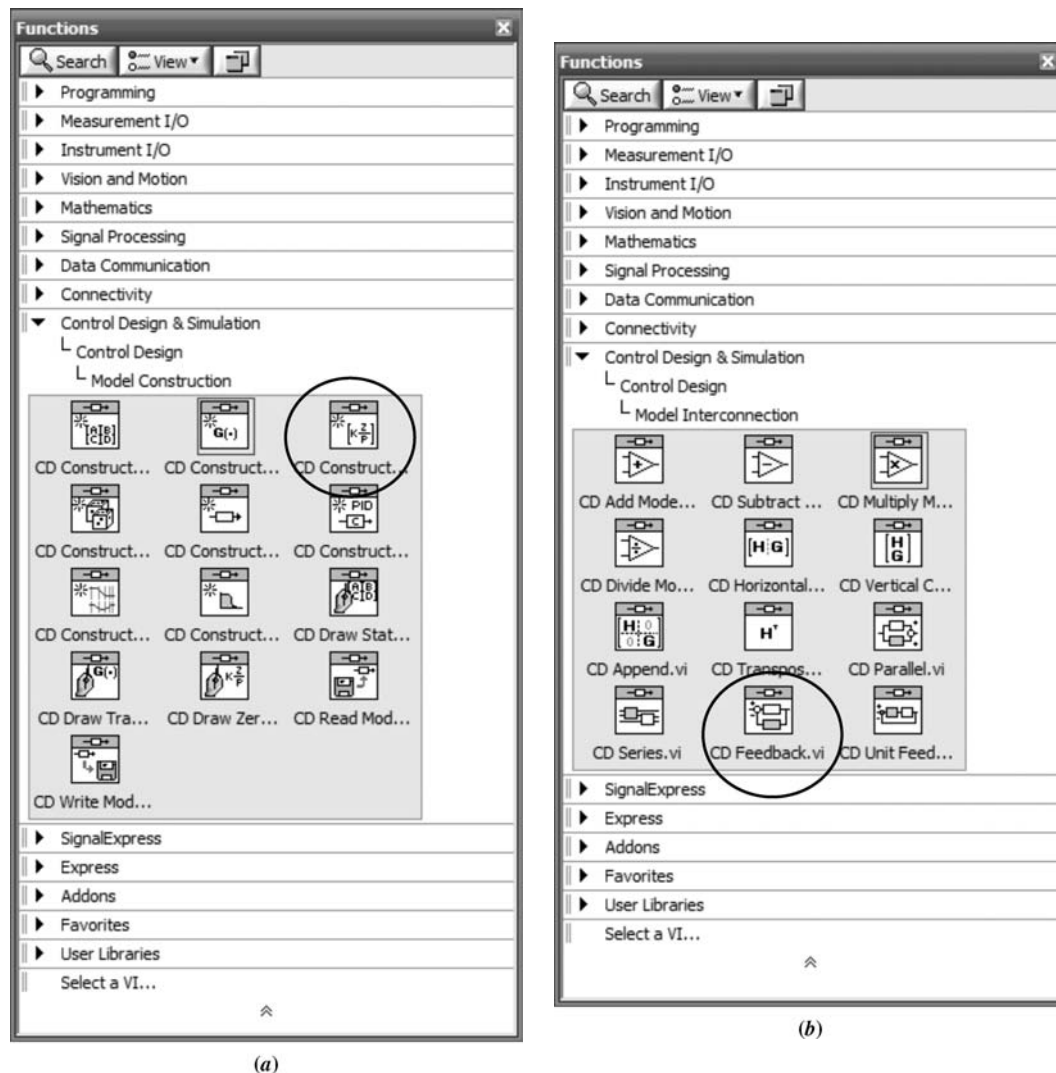 Functions
Search View
Programming
Measurement I/O
Instrument I/O
Vision and Motion
Mathematics
Signal Processing
Data Communication
Connectivity
Control Design & Simulation
Control Design
Model Construction
CD Construct... CD Construct... CD Construct...
CD Construct... CD Construct... CD Construct...
CD Construct... CD Construct... CD Draw Stat...
CD Draw Tra... CD Draw Zer... CD Read Mod...
CD Write Mod...
SignalExpress
Express
Addons
Favorites
User Libraries
Select a VI...
(a)
Functions
Search View
Programming
Measurement I/O
Instrument I/O
Vision and Motion
Mathematics
Signal Processing
Data Communication
Connectivity
Control Design & Simulation
Control Design
Model Interconnection
CD Add Mode... CD Subtract ... CD Multiply M...
CD Divide Mo... CD Horizontal... CD Vertical C...
CD Append.vi CD Transpos... CD Parallel.vi
CD Series.vi CD Feedback.vi CD Unit Feed...
SignalExpress
Express
Addons
Favorites
User Libraries
Select a VI...
(b)